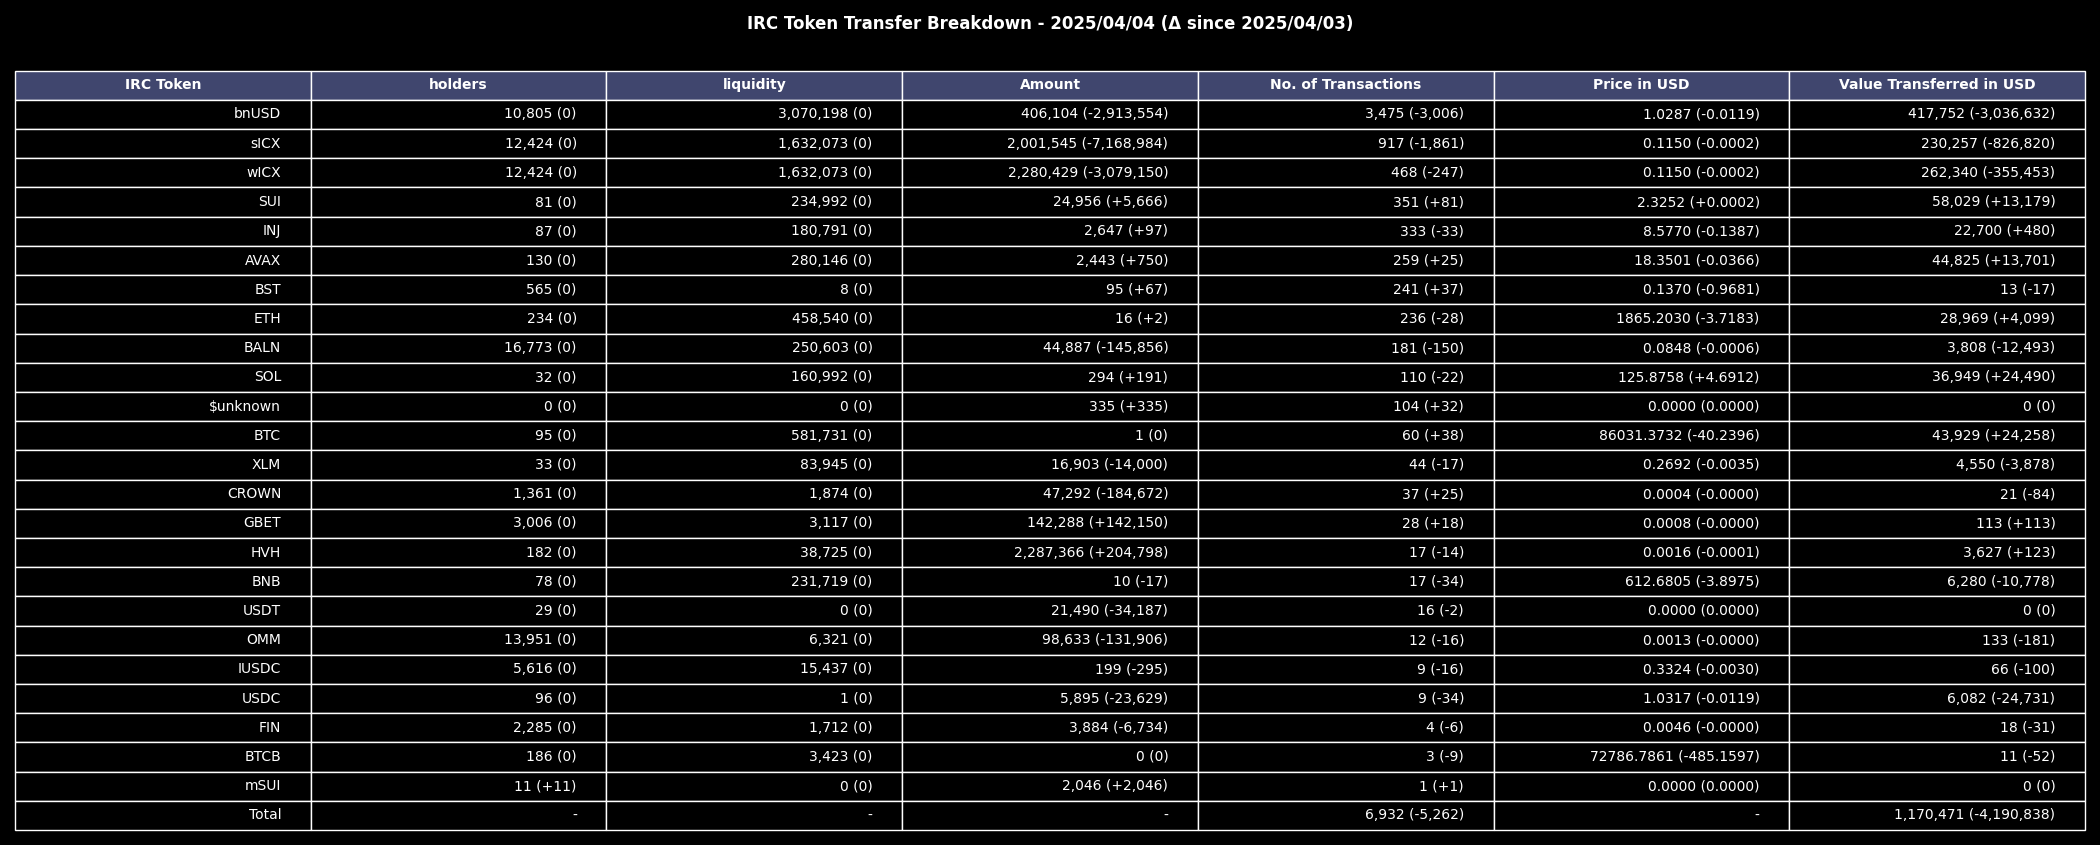 IRC Token Transfer Breakdown - 2025/04/04 (Δ since 2025/04/03)
IRC Token holders liquidity Amount No. of Transactions Price in USD Value Transferred in USD
bnUSD 10,805 (0) 3,070,198 (0) 406,104 (-2,913,554) 3,475 (-3,006) 1.0287 (-0.0119) 417,752 (-3,036,632)
sICX 12,424 (0) 1,632,073 (0) 2,001,545 (-7,168,984) 917 (-1,861) 0.1150 (-0.0002) 230,257 (-826,820)
wICX 12,424 (0) 1,632,073 (0) 2,280,429 (-3,079,150) 468 (-247) 0.1150 (-0.0002) 262,340 (-355,453)
SUI 81 (0) 234,992 (0) 24,956 (+5,666) 351 (+81) 2.3252 (+0.0002) 58,029 (+13,179)
INJ 87 (0) 180,791 (0) 2,647 (+97) 333 (-33) 8.5770 (-0.1387) 22,700 (+480)
AVAX 130 (0) 280,146 (0) 2,443 (+750) 259 (+25) 18.3501 (-0.0366) 44,825 (+13,701)
BST 565 (0) 8 (0) 95 (+67) 241 (+37) 0.1370 (-0.9681) 13 (-17)
ETH 234 (0) 458,540 (0) 16 (+2) 236 (-28) 1865.2030 (-3.7183) 28,969 (+4,099)
BALN 16,773 (0) 250,603 (0) 44,887 (-145,856) 181 (-150) 0.0848 (-0.0006) 3,808 (-12,493)
SOL 32 (0) 160,992 (0) 294 (+191) 110 (-22) 125.8758 (+4.6912) 36,949 (+24,490)
$unknown 0 (0) 0 (0) 335 (+335) 104 (+32) 0.0000 (0.0000) 0 (0)
BTC 95 (0) 581,731 (0) 1 (0) 60 (+38) 86031.3732 (-40.2396) 43,929 (+24,258)
XLM 33 (0) 83,945 (0) 16,903 (-14,000) 44 (-17) 0.2692 (-0.0035) 4,550 (-3,878)
CROWN 1,361 (0) 1,874 (0) 47,292 (-184,672) 37 (+25) 0.0004 (-0.0000) 21 (-84)
GBET 3,006 (0) 3,117 (0) 142,288 (+142,150) 28 (+18) 0.0008 (-0.0000) 113 (+113)
HVH 182 (0) 38,725 (0) 2,287,366 (+204,798) 17 (-14) 0.0016 (-0.0001) 3,627 (+123)
BNB 78 (0) 231,719 (0) 10 (-17) 17 (-34) 612.6805 (-3.8975) 6,280 (-10,778)
USDT 29 (0) 0 (0) 21,490 (-34,187) 16 (-2) 0.0000 (0.0000) 0 (0)
OMM 13,951 (0) 6,321 (0) 98,633 (-131,906) 12 (-16) 0.0013 (-0.0000) 133 (-181)
IUSDC 5,616 (0) 15,437 (0) 199 (-295) 9 (-16) 0.3324 (-0.0030) 66 (-100)
USDC 96 (0) 1 (0) 5,895 (-23,629) 9 (-34) 1.0317 (-0.0119) 6,082 (-24,731)
FIN 2,285 (0) 1,712 (0) 3,884 (-6,734) 4 (-6) 0.0046 (-0.0000) 18 (-31)
BTCB 186 (0) 3,423 (0) 0 (0) 3 (-9) 72786.7861 (-485.1597) 11 (-52)
mSUI 11 (+11) 0 (0) 2,046 (+2,046) 1 (+1) 0.0000 (0.0000) 0 (0)
Total - - - 6,932 (-5,262) - 1,170,471 (-4,190,838)